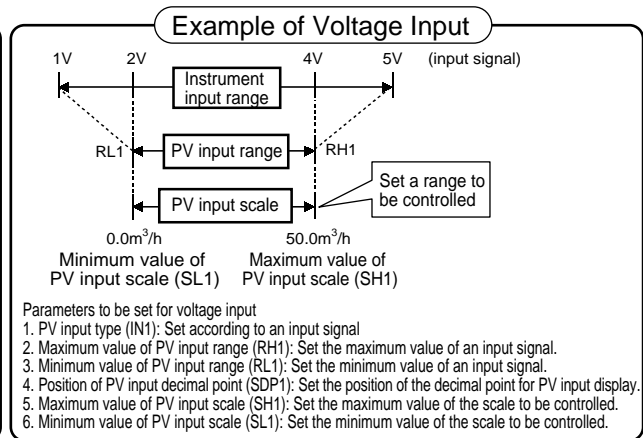 Example of Voltage Input
1V 2V 4V 5V (input signal)
Instrument
input range
RL1 PV input range RH1
PV input scale
Set a range to
be controlled
0.0m³/h 50.0m³/h
Minimum value of
PV input scale (SL1)
Maximum value of
PV input scale (SH1)
Parameters to be set for voltage input
1. PV input type (IN1): Set according to an input signal
2. Maximum value of PV input range (RH1): Set the maximum value of an input signal.
3. Minimum value of PV input range (RL1): Set the minimum value of an input signal.
4. Position of PV input decimal point (SDP1): Set the position of the decimal point for PV input display.
5. Maximum value of PV input scale (SH1): Set the maximum value of the scale to be controlled.
6. Minimum value of PV input scale (SL1): Set the minimum value of the scale to be controlled.